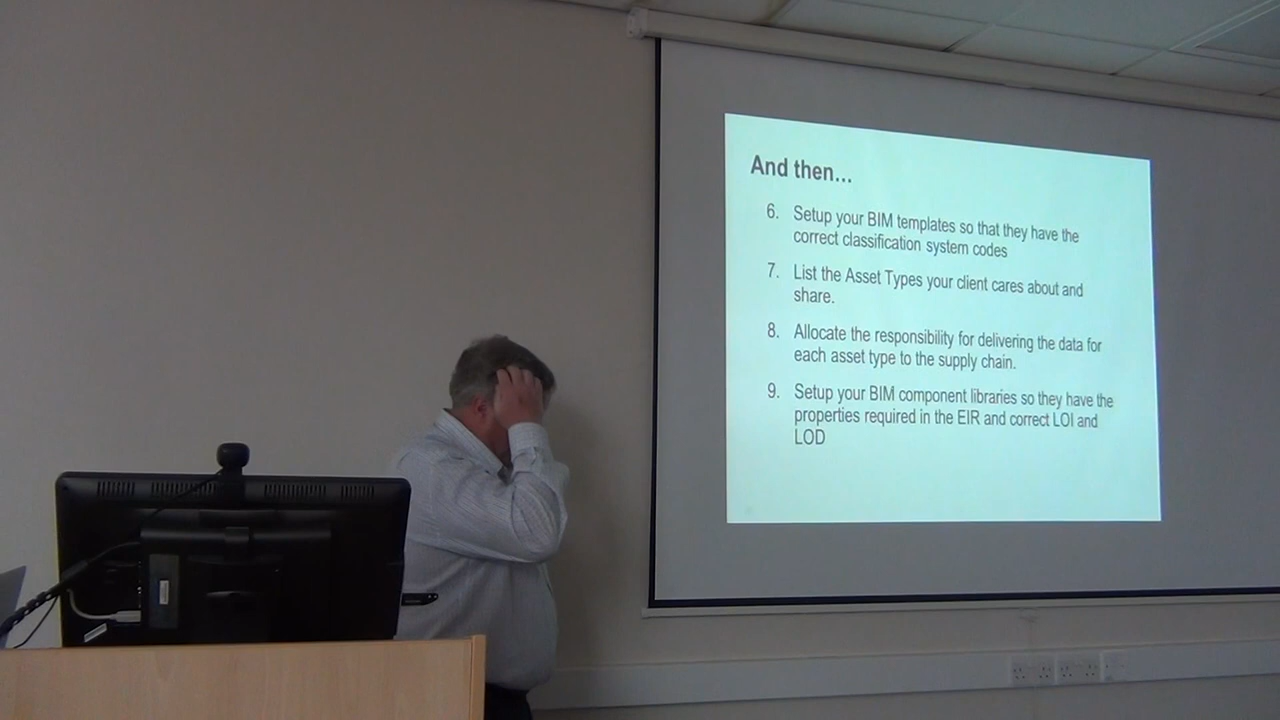 And then…
6. Setup your BIM templates so that they have the
correct classification system codes
7. List the Asset Types your client cares about and
share.
8. Allocate the responsibility for delivering the data for
each asset type to the supply chain.
9. Setup your BIM component libraries so they have the
properties required in the EIR and correct LOI and
LOD